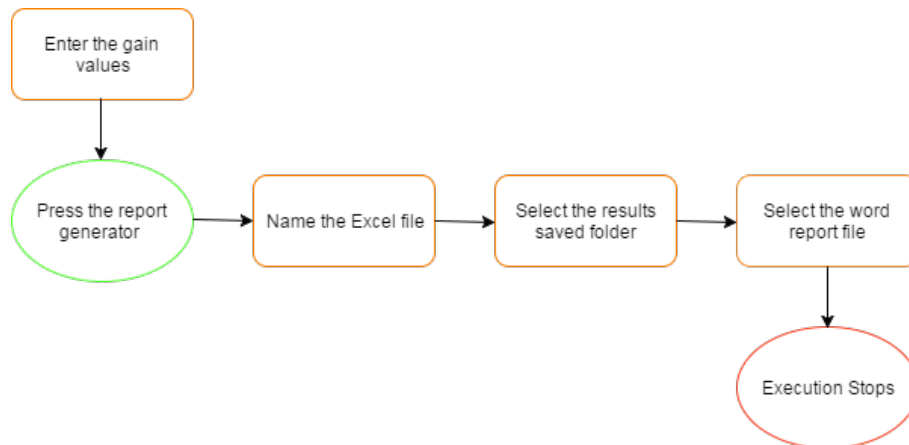 Enter the gain
values
Press the report
generator
Name the Excel file
Select the results
saved folder
Select the word
report file
Execution Stops